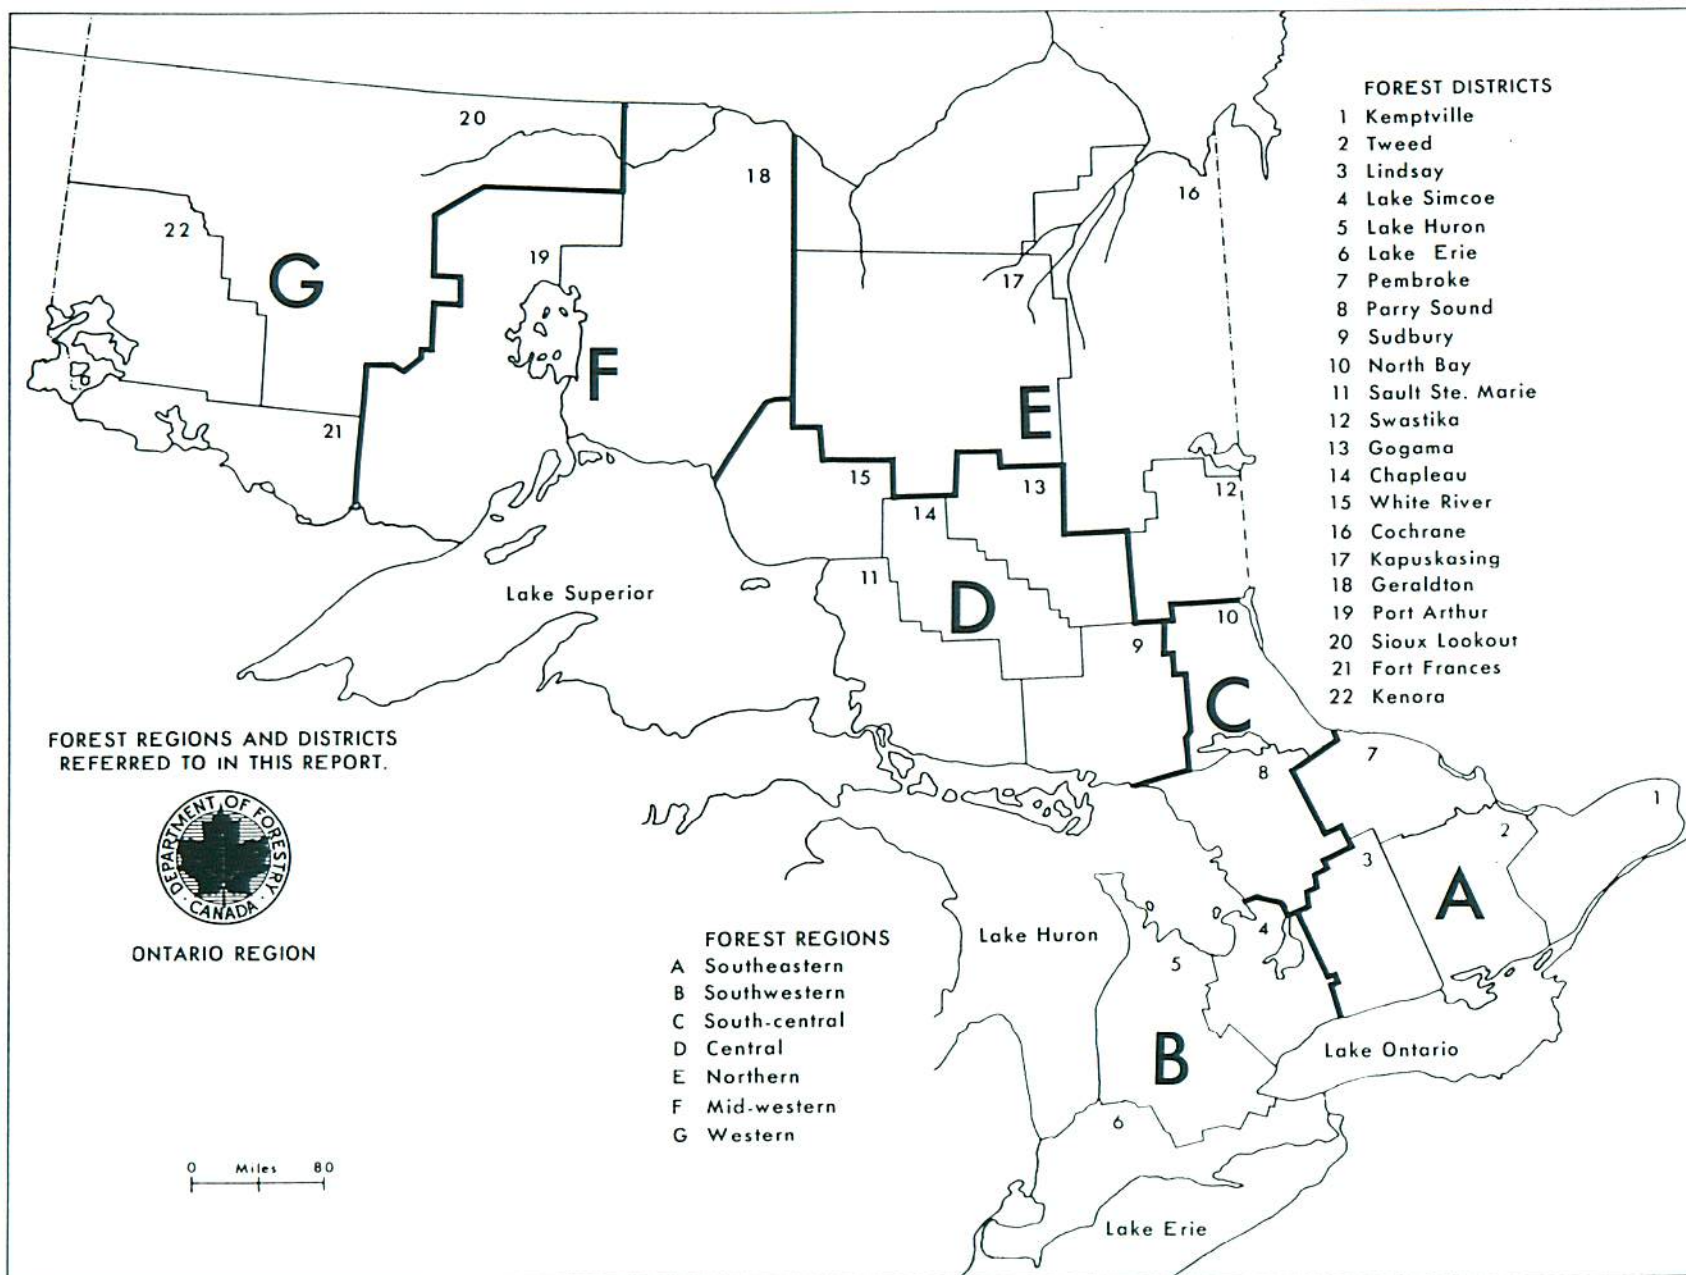 FOREST DISTRICTS
1 Kemptville
2 Tweed
3 Lindsay
4 Lake Simcoe
5 Lake Huron
6 Lake Erie
7 Pembroke
8 Parry Sound
9 Sudbury
10 North Bay
11 Sault Ste. Marie
12 Swastika
13 Gogama
14 Chapleau
15 White River
16 Cochrane
17 Kapuskasing
18 Geraldton
19 Port Arthur
20 Sioux Lookout
21 Fort Frances
22 Kenora
20
18
16
22
G
19
17
F
E
21
15
13
12
14
11
Lake Superior
D
10
9
C
8
7
1
2
3
A
4
5
Lake Huron
B
Lake Ontario
6
Lake Erie
FOREST REGIONS AND DISTRICTS
REFERRED TO IN THIS REPORT.
DEPARTMENT OF FORESTRY
CANADA
ONTARIO REGION
FOREST REGIONS
A Southeastern
B Southwestern
C South-central
D Central
E Northern
F Mid-western
G Western
0 Miles 80